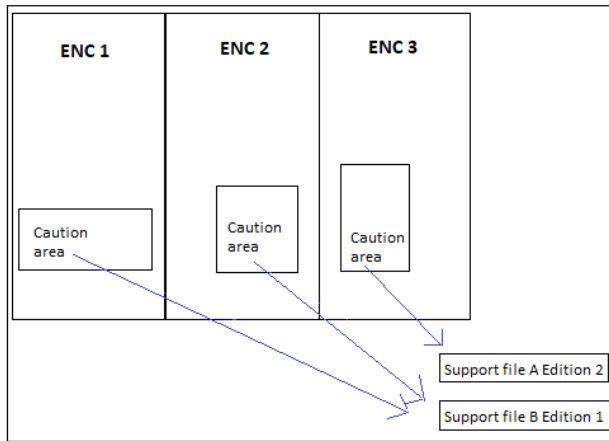 ENC 1
ENC 2
ENC 3
Caution
area
Caution
area
Caution
area
Support file A Edition 2
Support file B Edition 1